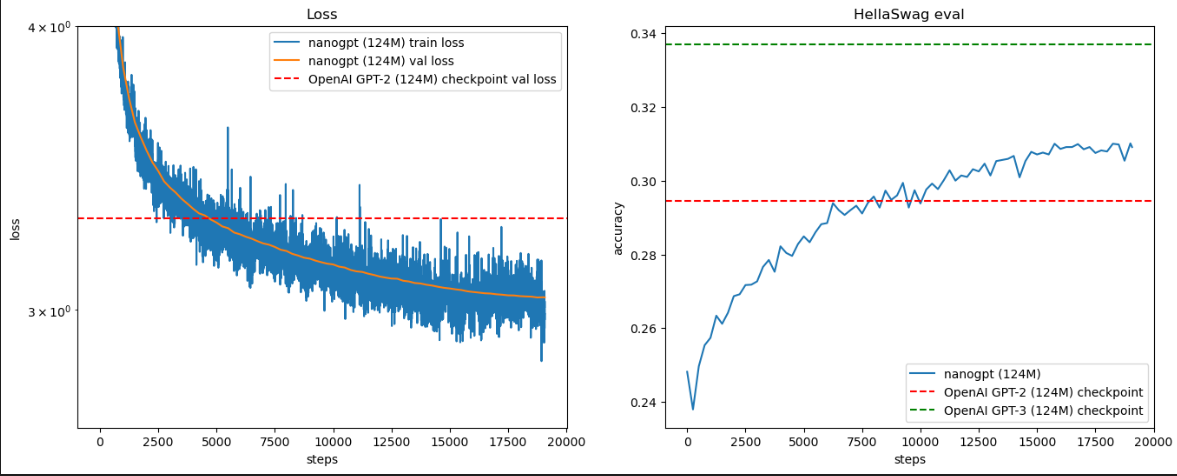 Loss
4 × 10⁰
3 × 10⁰
loss
nanogpt (124M) train loss
nanogpt (124M) val loss
OpenAI GPT-2 (124M) checkpoint val loss
0 2500 5000 7500 10000 12500 15000 17500 20000
steps
HellaSwag eval
0.34
0.32
0.30
0.28
0.26
0.24
accuracy
nanogpt (124M)
OpenAI GPT-2 (124M) checkpoint
OpenAI GPT-3 (124M) checkpoint
0 2500 5000 7500 10000 12500 15000 17500 20000
steps